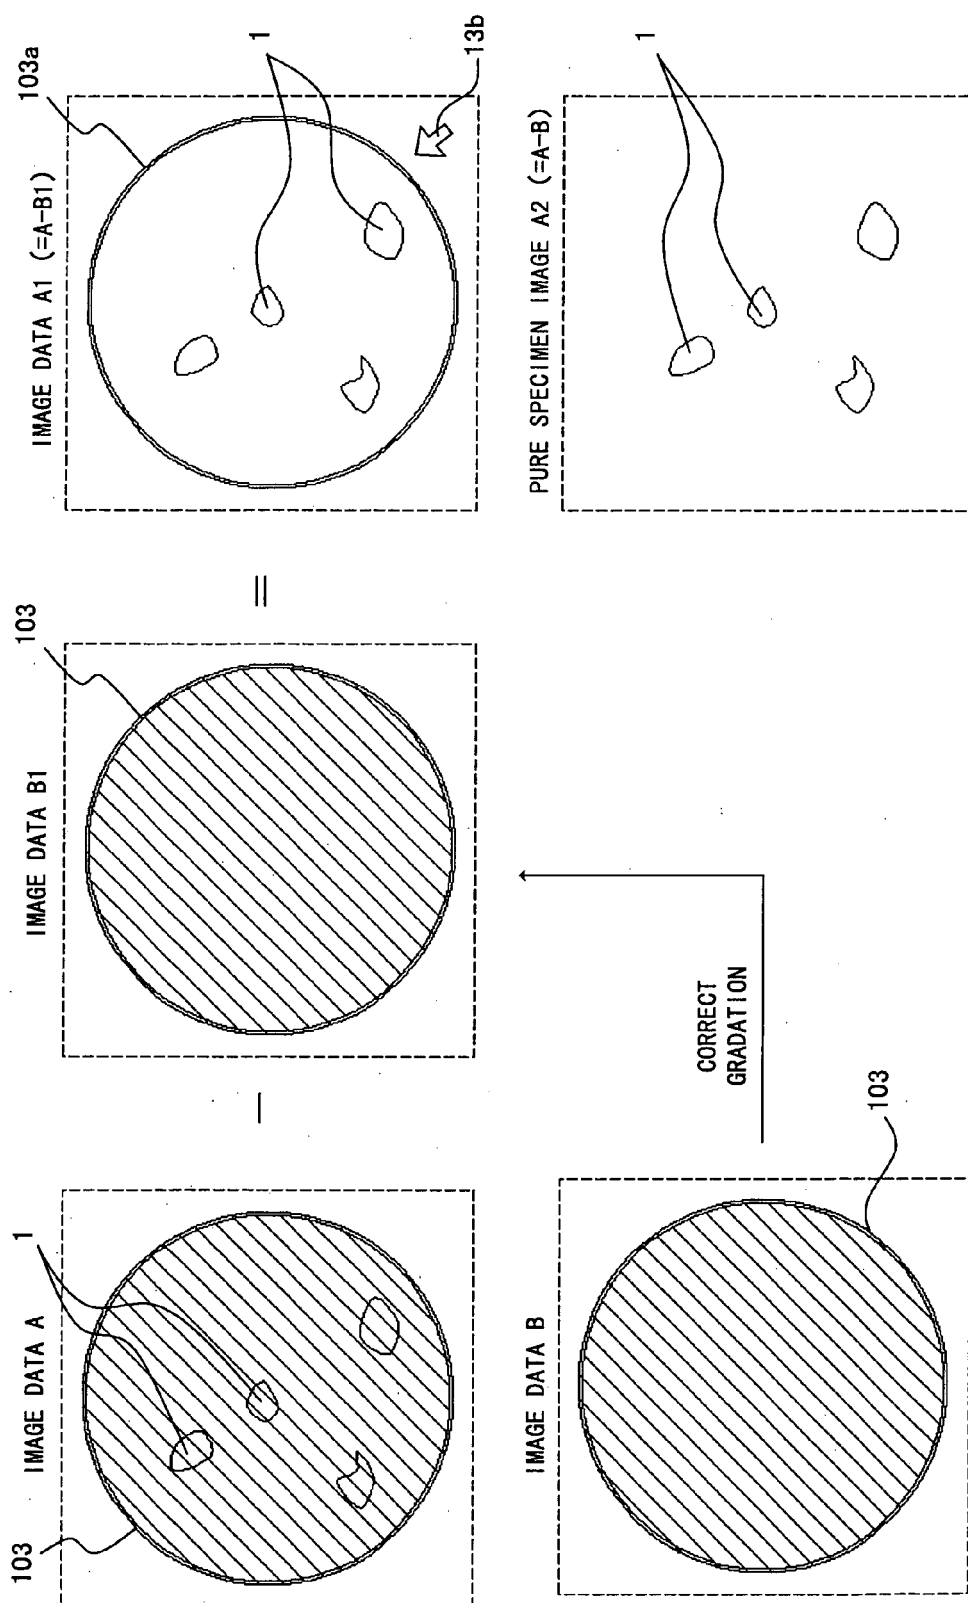 IMAGE DATA A
103
1
−
IMAGE DATA B1
103
=
IMAGE DATA A1 (=A-B1)
103a
1
13b
IMAGE DATA B
103
CORRECT
GRADATION
PURE SPECIMEN IMAGE A2 (=A-B)
1